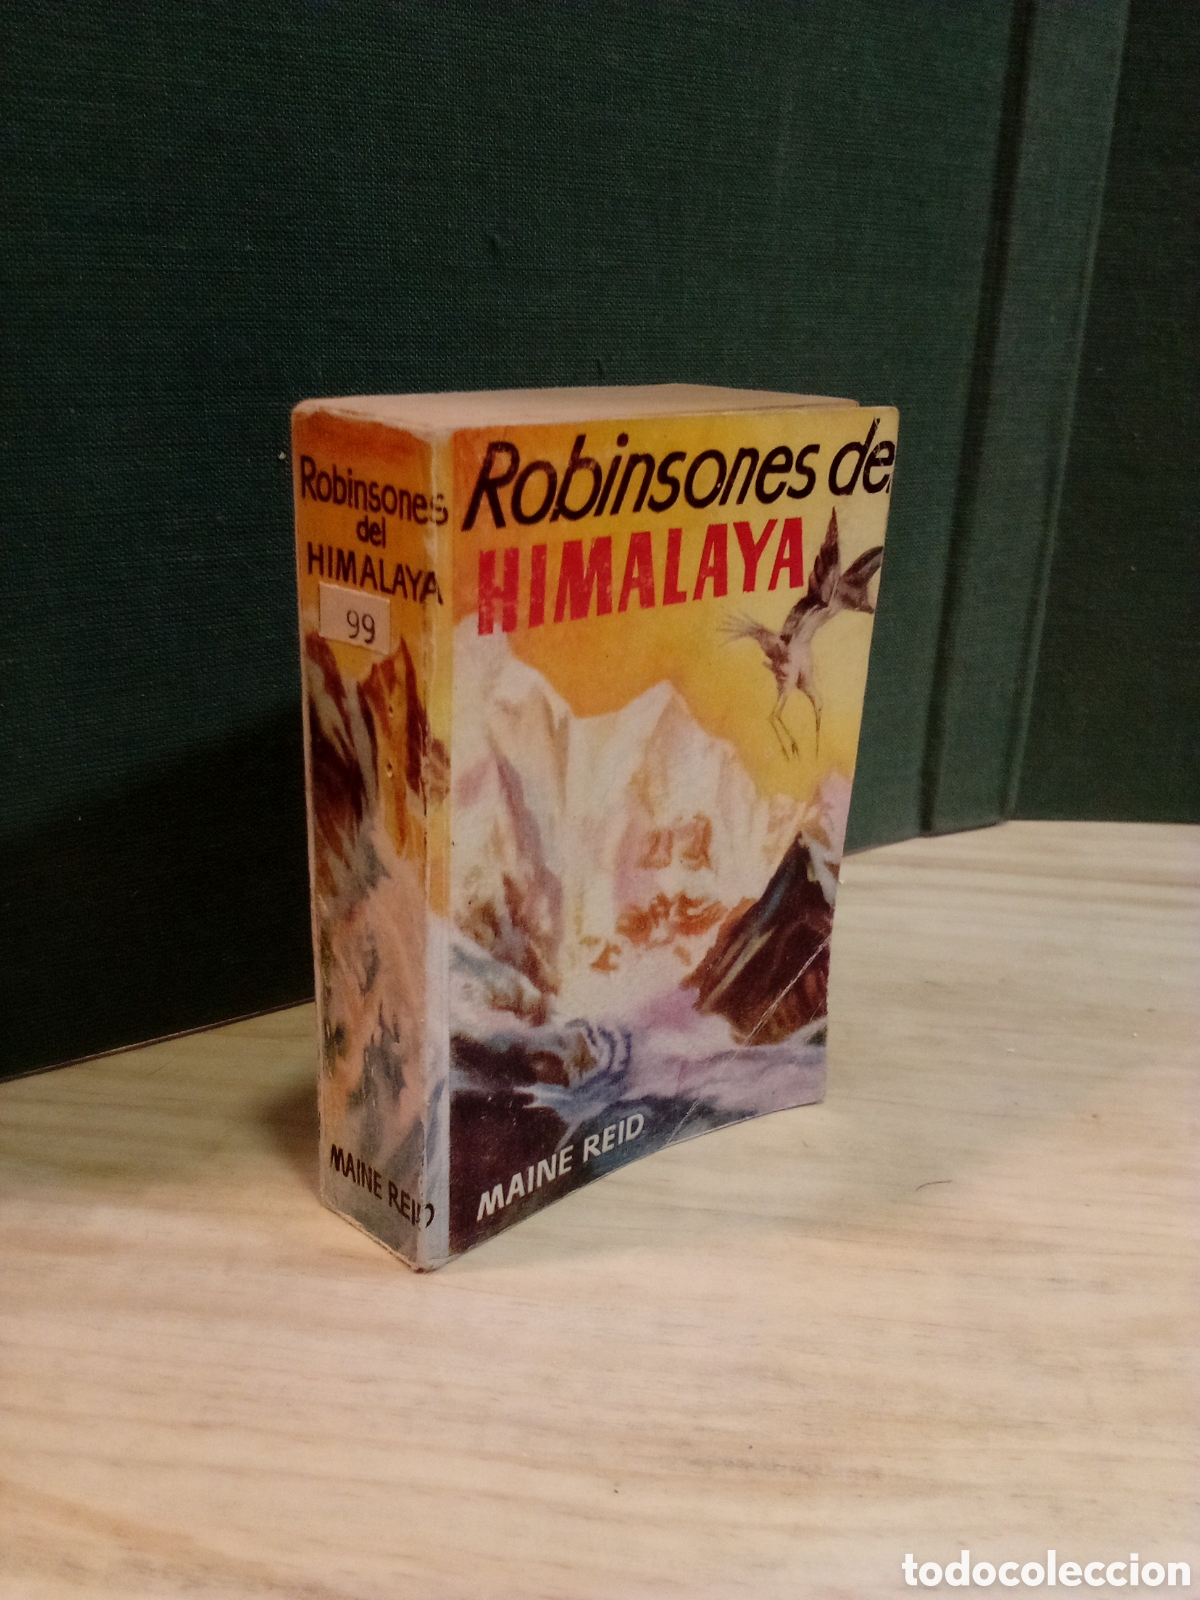 Robinsones
del
HIMALAYA
99
MAINE REID
Robinsones del
HIMALAYA
MAINE REID
todocoleccion